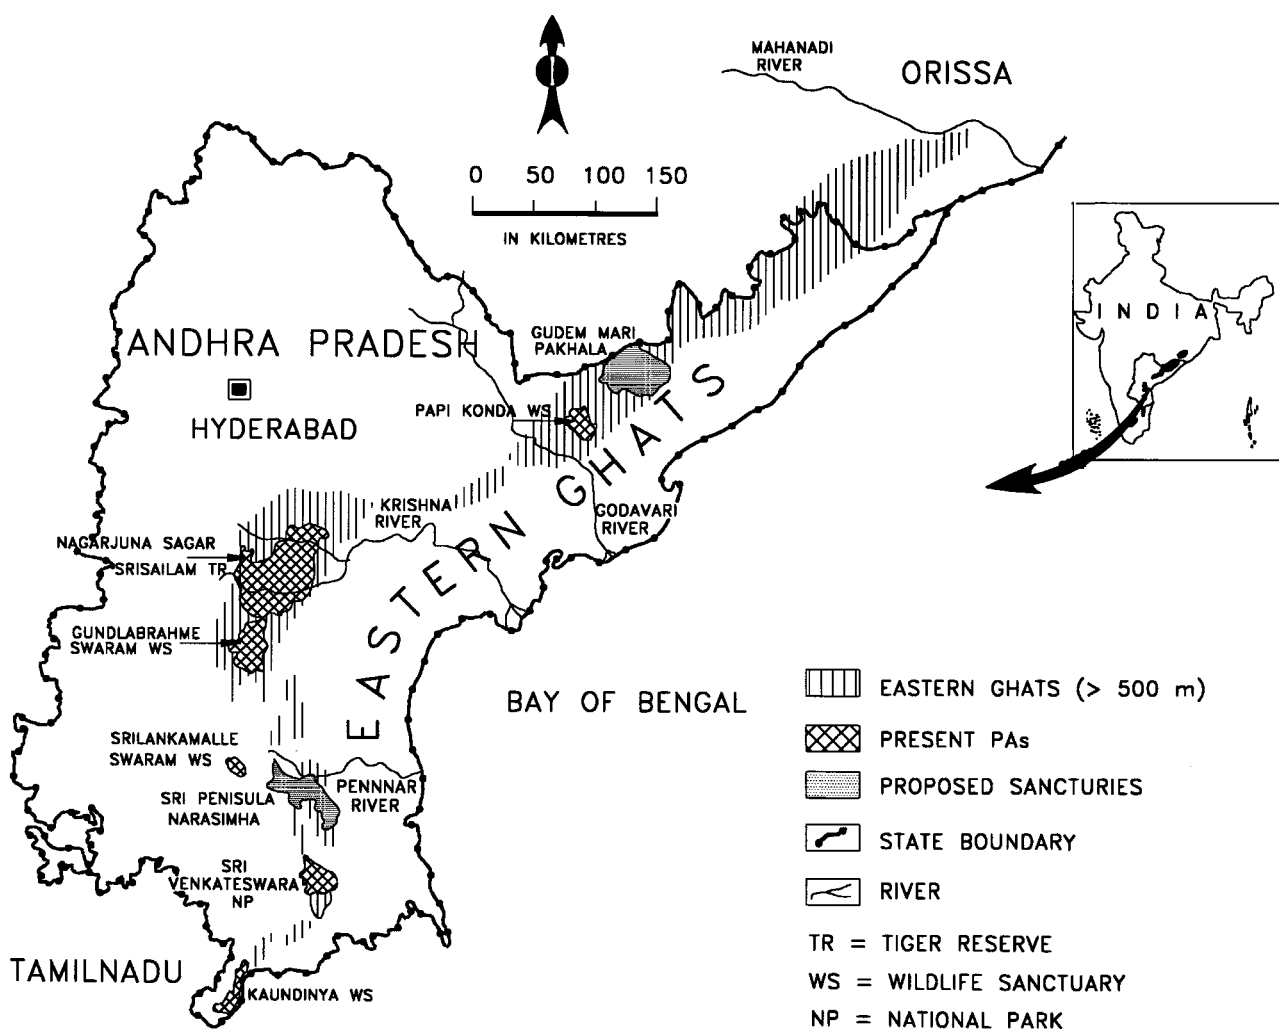 MAHANADI
RIVER
ORISSA
0 50 100 150
IN KILOMETRES
INDIA
ANDHRA PRADESH
GUDEM MARI
PAKHALA
HYDERABAD
PAPI KONDA WS
EASTERN GHATS
KRISHNA
RIVER
GODAVARI
RIVER
NAGARJUNA SAGAR
SRISAILAM TR
GUNDLABRAHME
SWARAM WS
BAY OF BENGAL
SRILANKAMALLE
SWARAM WS
SRI PENISULA
NARASIMHA
PENNNAR
RIVER
SRI
VENKATESWARA
NP
TAMILNADU
KAUNDINYA WS
EASTERN GHATS (> 500 m)
PRESENT PAs
PROPOSED SANCTURIES
STATE BOUNDARY
RIVER
TR = TIGER RESERVE
WS = WILDLIFE SANCTUARY
NP = NATIONAL PARK